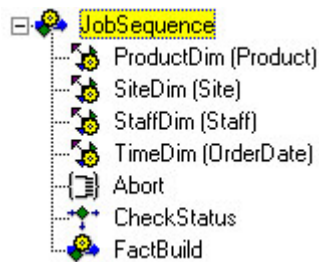 JobSequence
ProductDim (Product)
SiteDim (Site)
StaffDim (Staff)
TimeDim (OrderDate)
Abort
CheckStatus
FactBuild